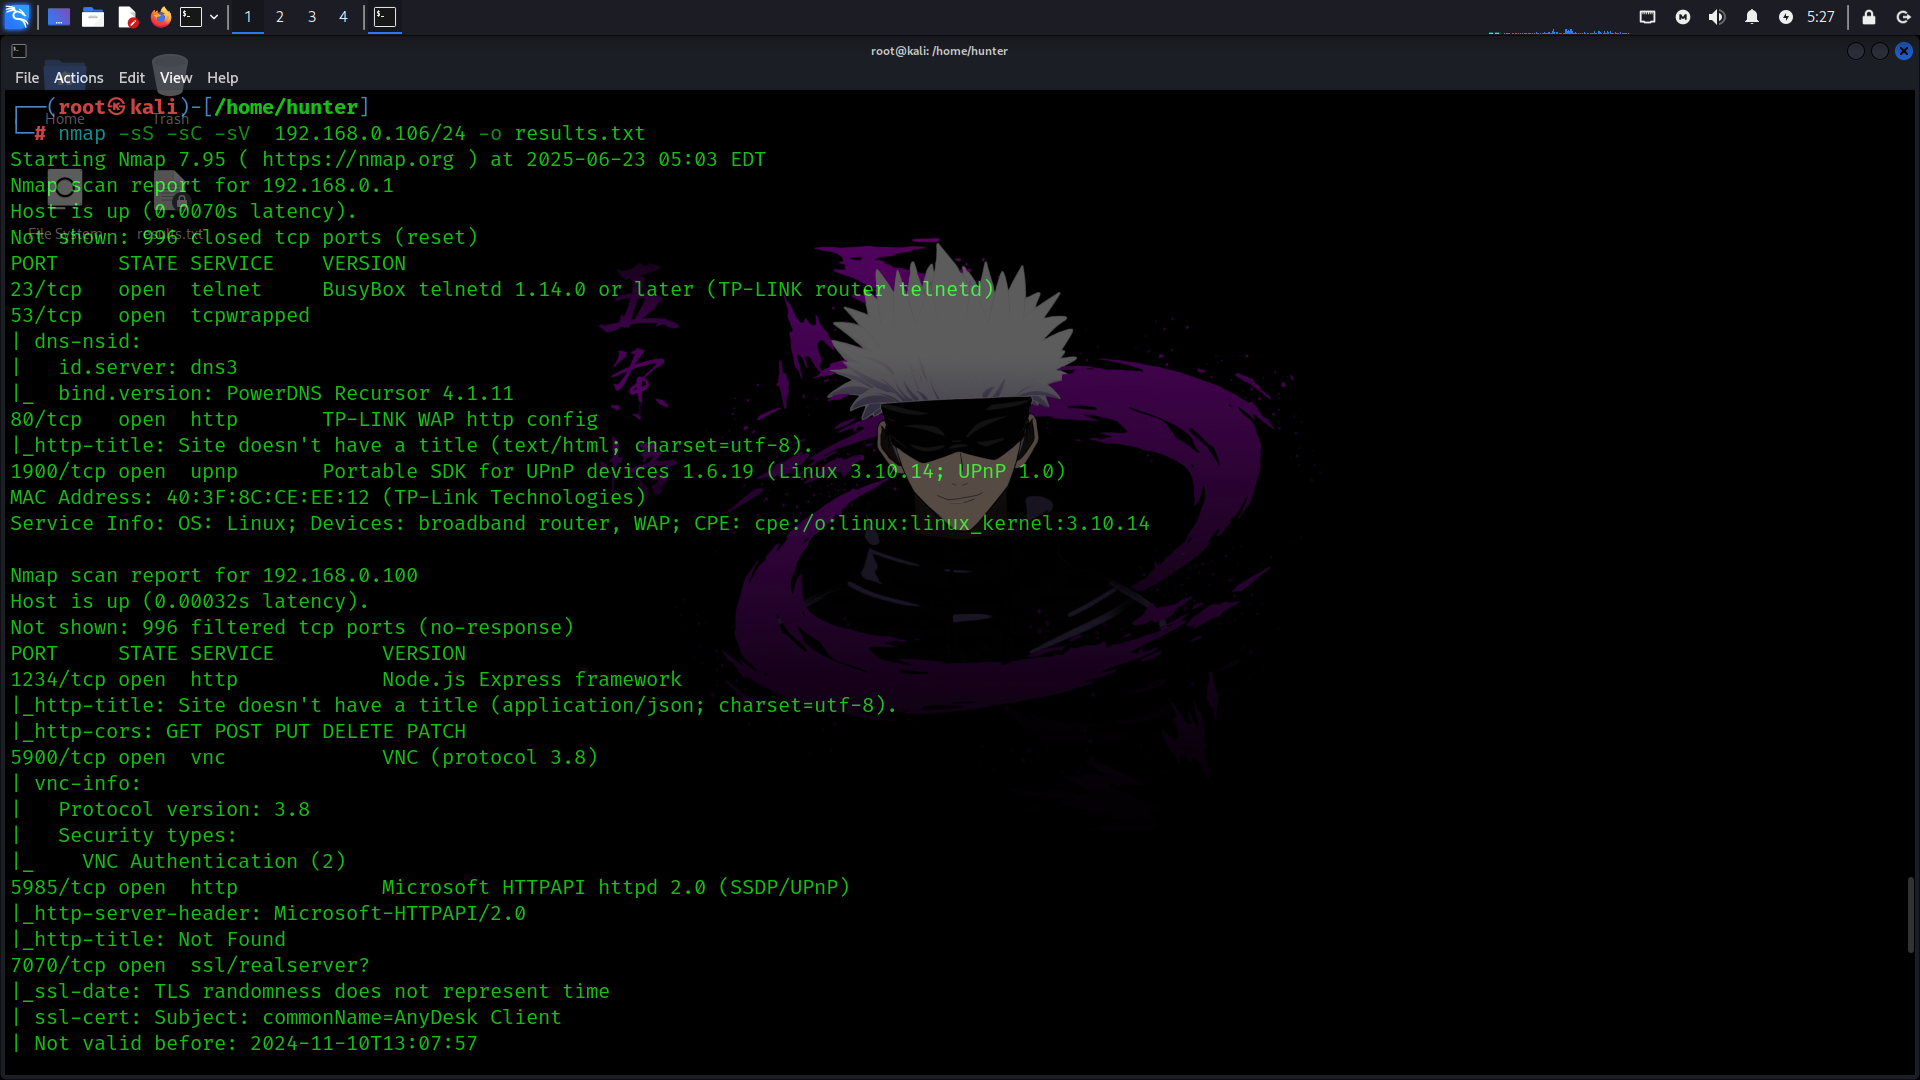 1 2 3 4
5:27
root@kali: /home/hunter
File Actions Edit View Help
┌──(root㉿kali)-[/home/hunter]
└─# nmap -sS -sC -sV  192.168.0.106/24 -o results.txt
Starting Nmap 7.95 ( https://nmap.org ) at 2025-06-23 05:03 EDT
Nmap scan report for 192.168.0.1
Host is up (0.0070s latency).
Not shown: 996 closed tcp ports (reset)
PORT     STATE SERVICE    VERSION
23/tcp   open  telnet     BusyBox telnetd 1.14.0 or later (TP-LINK router telnetd)
53/tcp   open  tcpwrapped
| dns-nsid:
|   id.server: dns3
|_  bind.version: PowerDNS Recursor 4.1.11
80/tcp   open  http       TP-LINK WAP http config
|_http-title: Site doesn't have a title (text/html; charset=utf-8).
1900/tcp open  upnp       Portable SDK for UPnP devices 1.6.19 (Linux 3.10.14; UPnP 1.0)
MAC Address: 40:3F:8C:CE:EE:12 (TP-Link Technologies)
Service Info: OS: Linux; Devices: broadband router, WAP; CPE: cpe:/o:linux:linux_kernel:3.10.14
Nmap scan report for 192.168.0.100
Host is up (0.00032s latency).
Not shown: 996 filtered tcp ports (no-response)
PORT     STATE SERVICE         VERSION
1234/tcp open  http            Node.js Express framework
|_http-title: Site doesn't have a title (application/json; charset=utf-8).
|_http-cors: GET POST PUT DELETE PATCH
5900/tcp open  vnc             VNC (protocol 3.8)
| vnc-info:
|   Protocol version: 3.8
|   Security types:
|_    VNC Authentication (2)
5985/tcp open  http            Microsoft HTTPAPI httpd 2.0 (SSDP/UPnP)
|_http-server-header: Microsoft-HTTPAPI/2.0
|_http-title: Not Found
7070/tcp open  ssl/realserver?
|_ssl-date: TLS randomness does not represent time
| ssl-cert: Subject: commonName=AnyDesk Client
| Not valid before: 2024-11-10T13:07:57
Home
Trash
File System
results.txt
五条